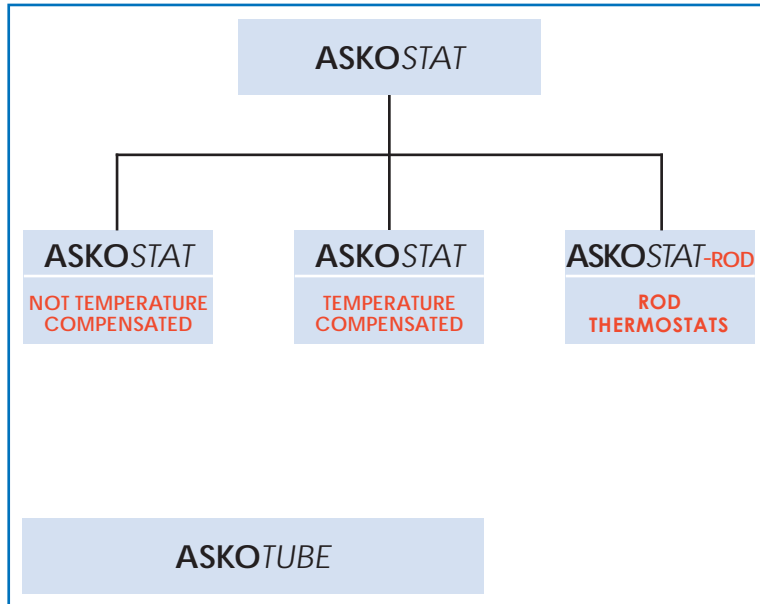 ASKOSTAT
ASKOSTAT
NOT TEMPERATURE
COMPENSATED
ASKOSTAT
TEMPERATURE
COMPENSATED
ASKOSTAT-ROD
ROD
THERMOSTATS
ASKOTUBE